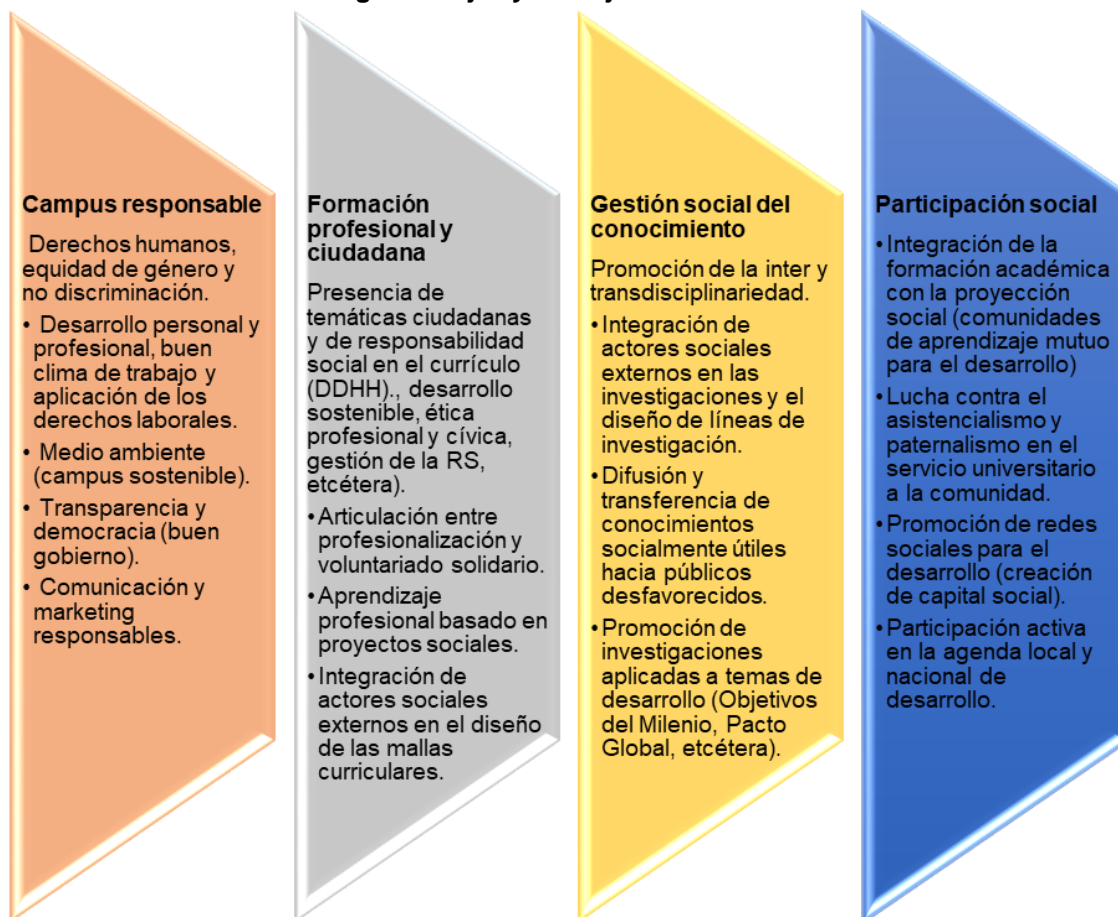 Campus responsable
Derechos humanos,
equidad de género y
no discriminación.
• Desarrollo personal y
profesional, buen
clima de trabajo y
aplicación de los
derechos laborales.
• Medio ambiente
(campus sostenible).
• Transparencia y
democracia (buen
gobierno).
• Comunicación y
marketing
responsables.
Formación
profesional y
ciudadana
Presencia de
temáticas ciudadanas
y de responsabilidad
social en el currículo
(DDHH)., desarrollo
sostenible, ética
profesional y cívica,
gestión de la RS,
etcétera).
• Articulación entre
profesionalización y
voluntariado solidario.
• Aprendizaje
profesional basado en
proyectos sociales.
• Integración de
actores sociales
externos en el diseño
de las mallas
curriculares.
Gestión social del
conocimiento
Promoción de la inter y
transdisciplinariedad.
• Integración de
actores sociales
externos en las
investigaciones y el
diseño de líneas de
investigación.
• Difusión y
transferencia de
conocimientos
socialmente útiles
hacia públicos
desfavorecidos.
• Promoción de
investigaciones
aplicadas a temas de
desarrollo (Objetivos
del Milenio, Pacto
Global, etcétera).
Participación social
• Integración de la
formación académica
con la proyección
social (comunidades
de aprendizaje mutuo
para el desarrollo)
• Lucha contra el
asistencialismo y
paternalismo en el
servicio universitario
a la comunidad.
• Promoción de redes
sociales para el
desarrollo (creación
de capital social).
• Participación activa
en la agenda local y
nacional de
desarrollo.